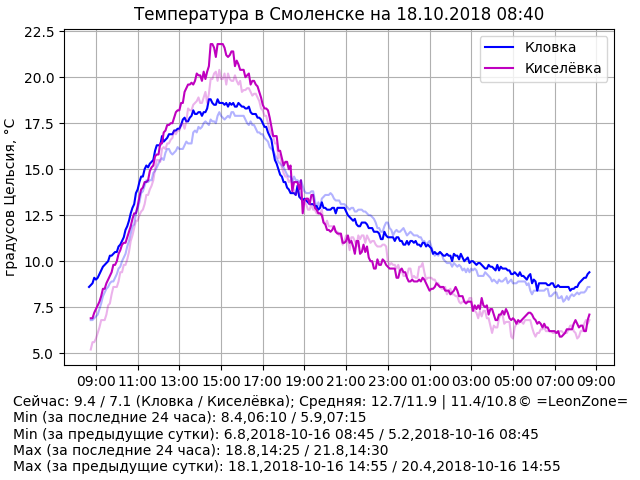 Температура в Смоленске на 18.10.2018 08:40
Кловка
Киселёвка
градусов Цельсия, °C
22.5
20.0
17.5
15.0
12.5
10.0
7.5
5.0
09:00 11:00 13:00 15:00 17:00 19:00 21:00 23:00 01:00 03:00 05:00 07:00 09:00
Сейчас: 9.4 / 7.1 (Кловка / Киселёвка); Средняя: 12.7/11.9 | 11.4/10.8© =LeonZone=
Min (за последние 24 часа): 8.4,06:10 / 5.9,07:15
Min (за предыдущие сутки): 6.8,2018-10-16 08:45 / 5.2,2018-10-16 08:45
Max (за последние 24 часа): 18.8,14:25 / 21.8,14:30
Max (за предыдущие сутки): 18.1,2018-10-16 14:55 / 20.4,2018-10-16 14:55